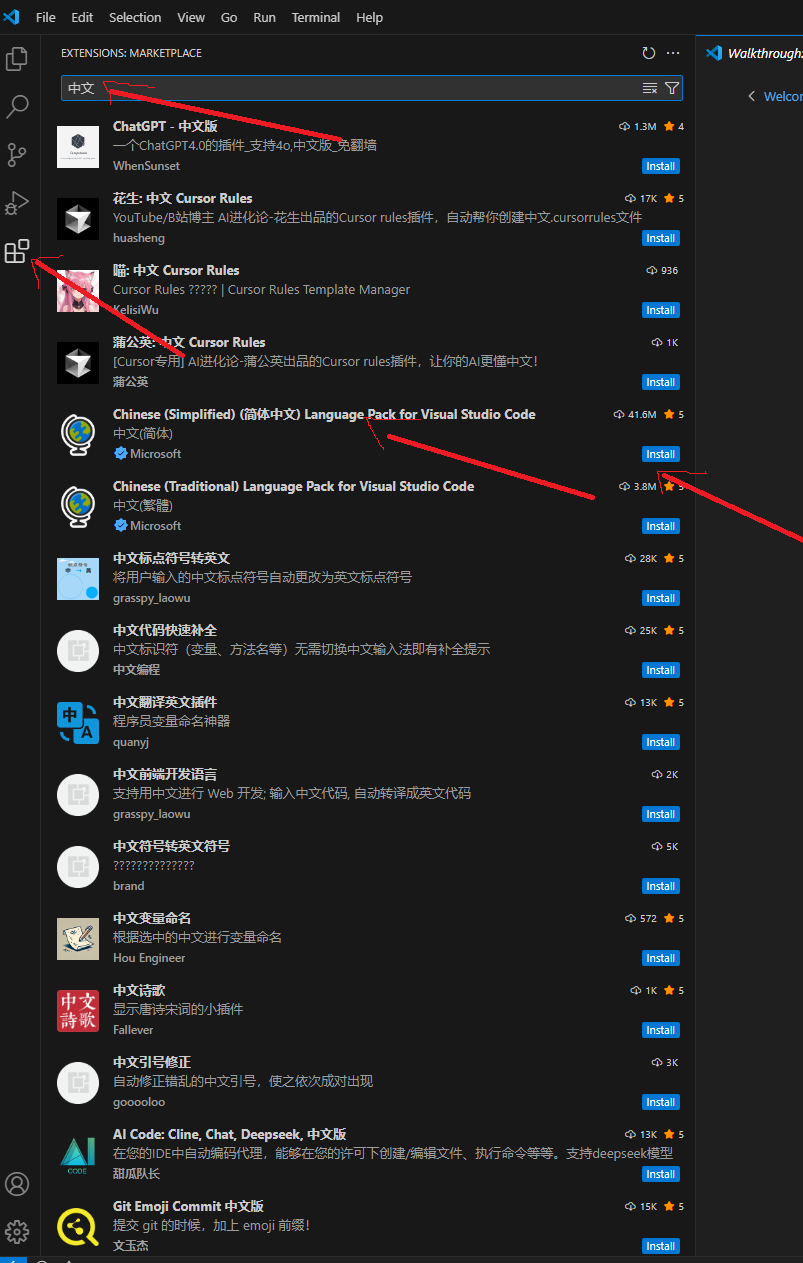 File Edit Selection View Go Run Terminal Help
EXTENSIONS: MARKETPLACE
Walkthrough:
中文
Welcor
ChatGPT - 中文版 1.3M 4
一个ChatGPT4.0的插件_支持4o,中文版_免翻墙
WhenSunset Install
花生: 中文 Cursor Rules 17K 5
YouTube/B站博主 AI进化论-花生出品的Cursor rules插件，自动帮你创建中文.cursorrules文件
huasheng Install
喵: 中文 Cursor Rules 936
Cursor Rules ????? | Cursor Rules Template Manager
KelisiWu Install
蒲公英: 中文 Cursor Rules 1K
[Cursor专用] AI进化论-蒲公英出品的Cursor rules插件，让你的AI更懂中文!
蒲公英 Install
Chinese (Simplified) (简体中文) Language Pack for Visual Studio Code 41.6M 5
中文(简体)
Microsoft Install
Chinese (Traditional) Language Pack for Visual Studio Code 3.8M 5
中文(繁體)
Microsoft Install
中文标点符号转英文 28K 5
将用户输入的中文标点符号自动更改为英文标点符号
grasspy_laowu Install
中文代码快速补全 25K 5
中文标识符（变量、方法名等）无需切换中文输入法即有补全提示
中文编程 Install
中文翻译英文插件 13K 5
程序员变量命名神器
quanyj Install
中文前端开发语言 2K
支持用中文进行 Web 开发; 输入中文代码, 自动转译成英文代码
grasspy_laowu Install
中文符号转英文符号 5K
??????????????
brand Install
中文变量命名 572 5
根据选中的中文进行变量命名
Hou Engineer Install
中文诗歌 1K 5
显示唐诗宋词的小插件
Fallever Install
中文引号修正 3K
自动修正错乱的中文引号，使之依次成对出现
gooooloo Install
AI Code: Cline, Chat, Deepseek, 中文版 13K 5
在您的IDE中自动编码代理，能够在您的许可下创建/编辑文件、执行命令等等。支持deepseek模型
甜瓜队长 Install
Git Emoji Commit 中文版 15K 5
提交 git 的时候，加上 emoji 前缀!
文玉杰 Install